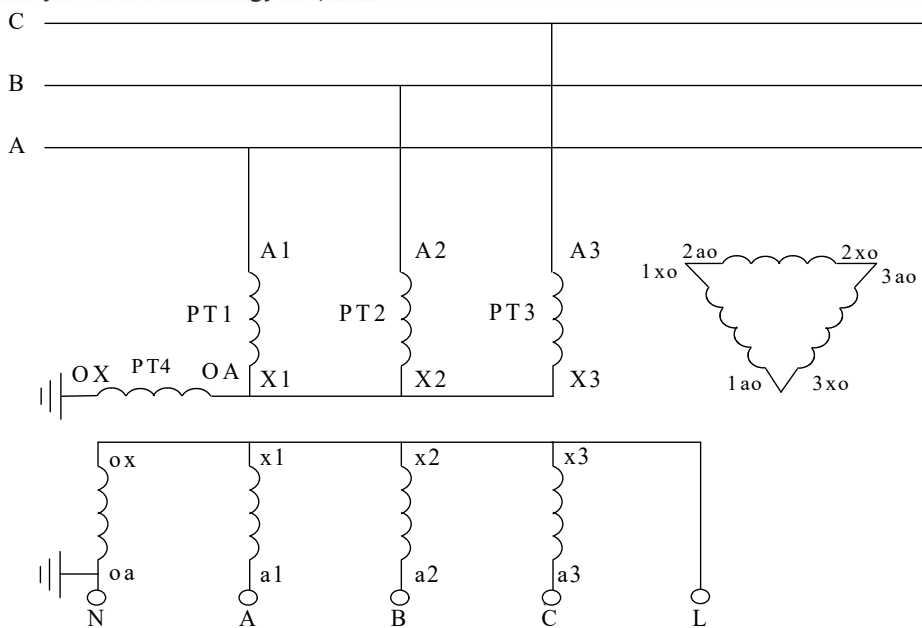 C
B
A
A1 A2 A3
PT1 PT2 PT3
OX PT4 OA X1 X2 X3
2ao 2xo
1xo 3ao
1ao 3xo
ox x1 x2 x3
oa a1 a2 a3
N A B C L